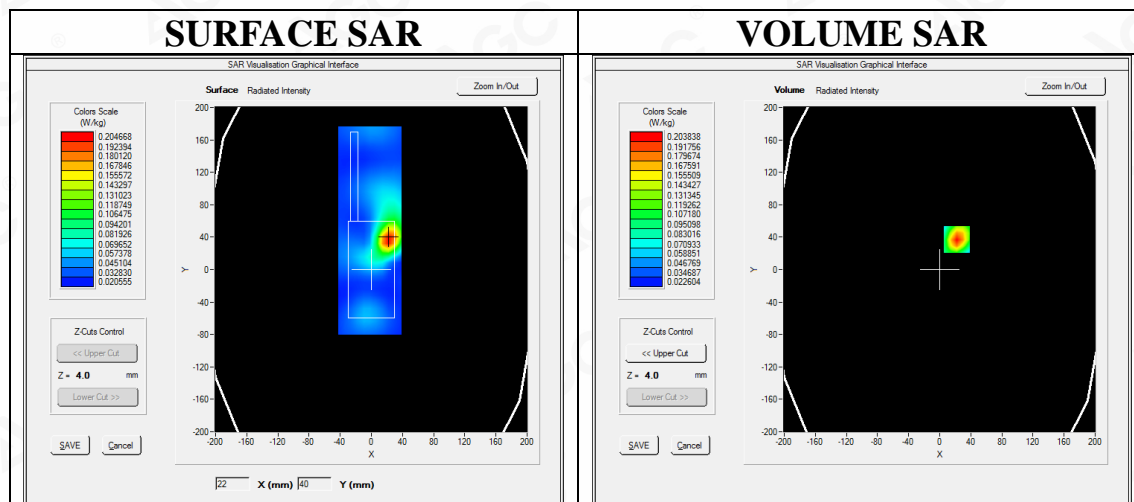 SURFACE SAR
VOLUME SAR
SAR Visualisation Graphical Interface
Surface Radiated Intensity
Zoom In/Out
Colors Scale
(W/kg)
0.204668
0.192394
0.180120
0.167846
0.155572
0.143297
0.131023
0.118749
0.106475
0.094201
0.081926
0.069652
0.057378
0.045104
0.032830
0.020555
Z-Cuts Control
<< Upper Cut
Z = 4.0 mm
Lower Cut >>
SAVE Cancel
200
160
120
80
40
0
-40
-80
-120
-160
-200
Y
-200 -160 -120 -80 -40 0 40 80 120 160 200
X
22 X (mm) 40 Y (mm)
SAR Visualisation Graphical Interface
Volume Radiated Intensity
Zoom In/Out
Colors Scale
(W/kg)
0.203838
0.191756
0.179674
0.167591
0.155509
0.143427
0.131345
0.119262
0.107180
0.095098
0.083016
0.070933
0.058851
0.046769
0.034687
0.022604
Z-Cuts Control
<< Upper Cut
Z = 4.0 mm
Lower Cut >>
SAVE Cancel
200
160
120
80
40
0
-40
-80
-120
-160
-200
Y
-200 -160 -120 -80 -40 0 40 80 120 160 200
X